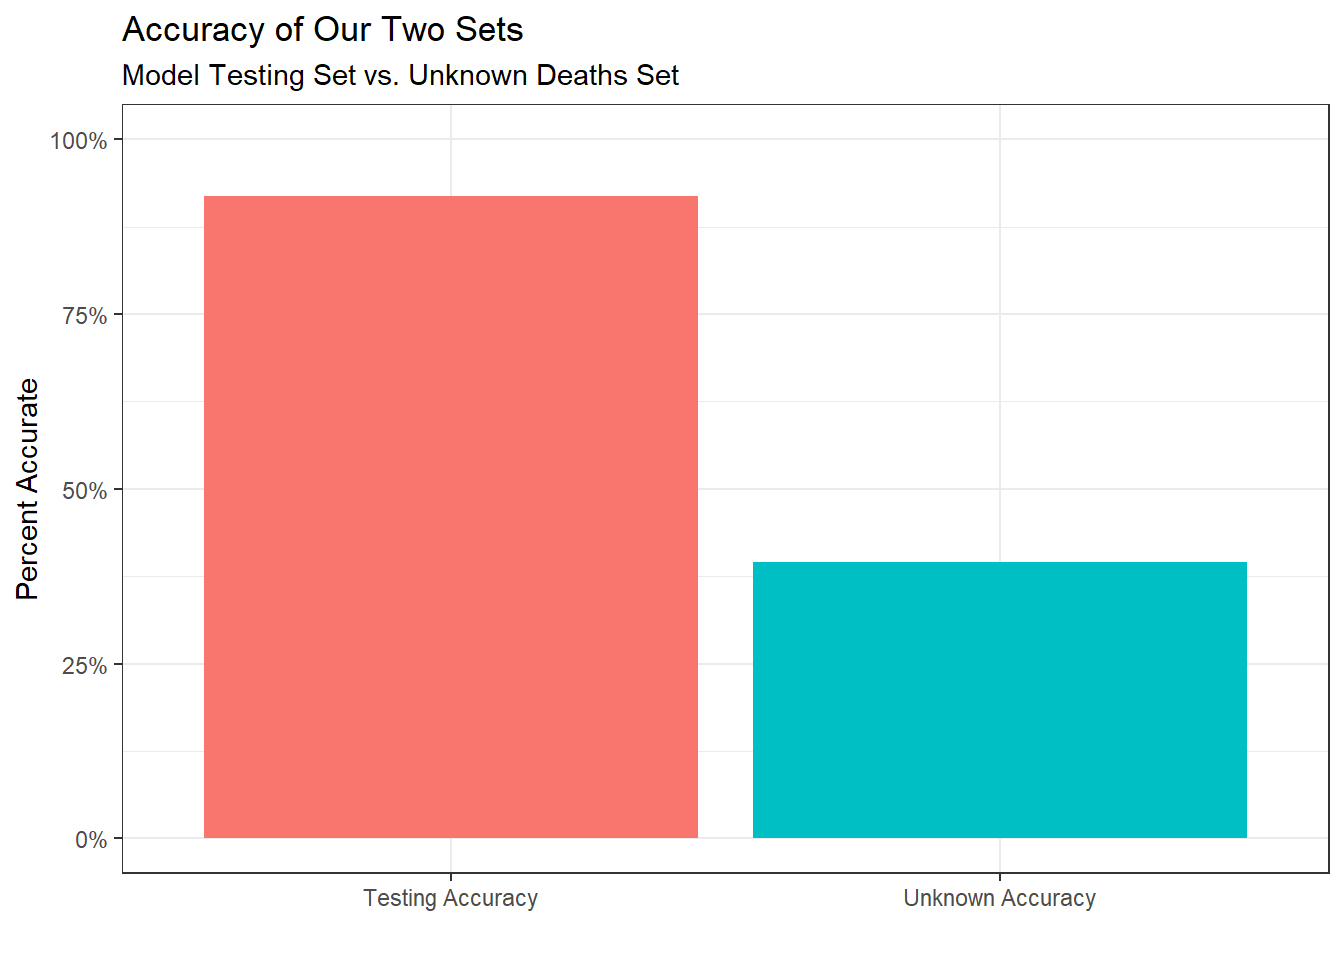 Accuracy of Our Two Sets
Model Testing Set vs. Unknown Deaths Set
Percent Accurate
100%
75%
50%
25%
0%
Testing Accuracy
Unknown Accuracy